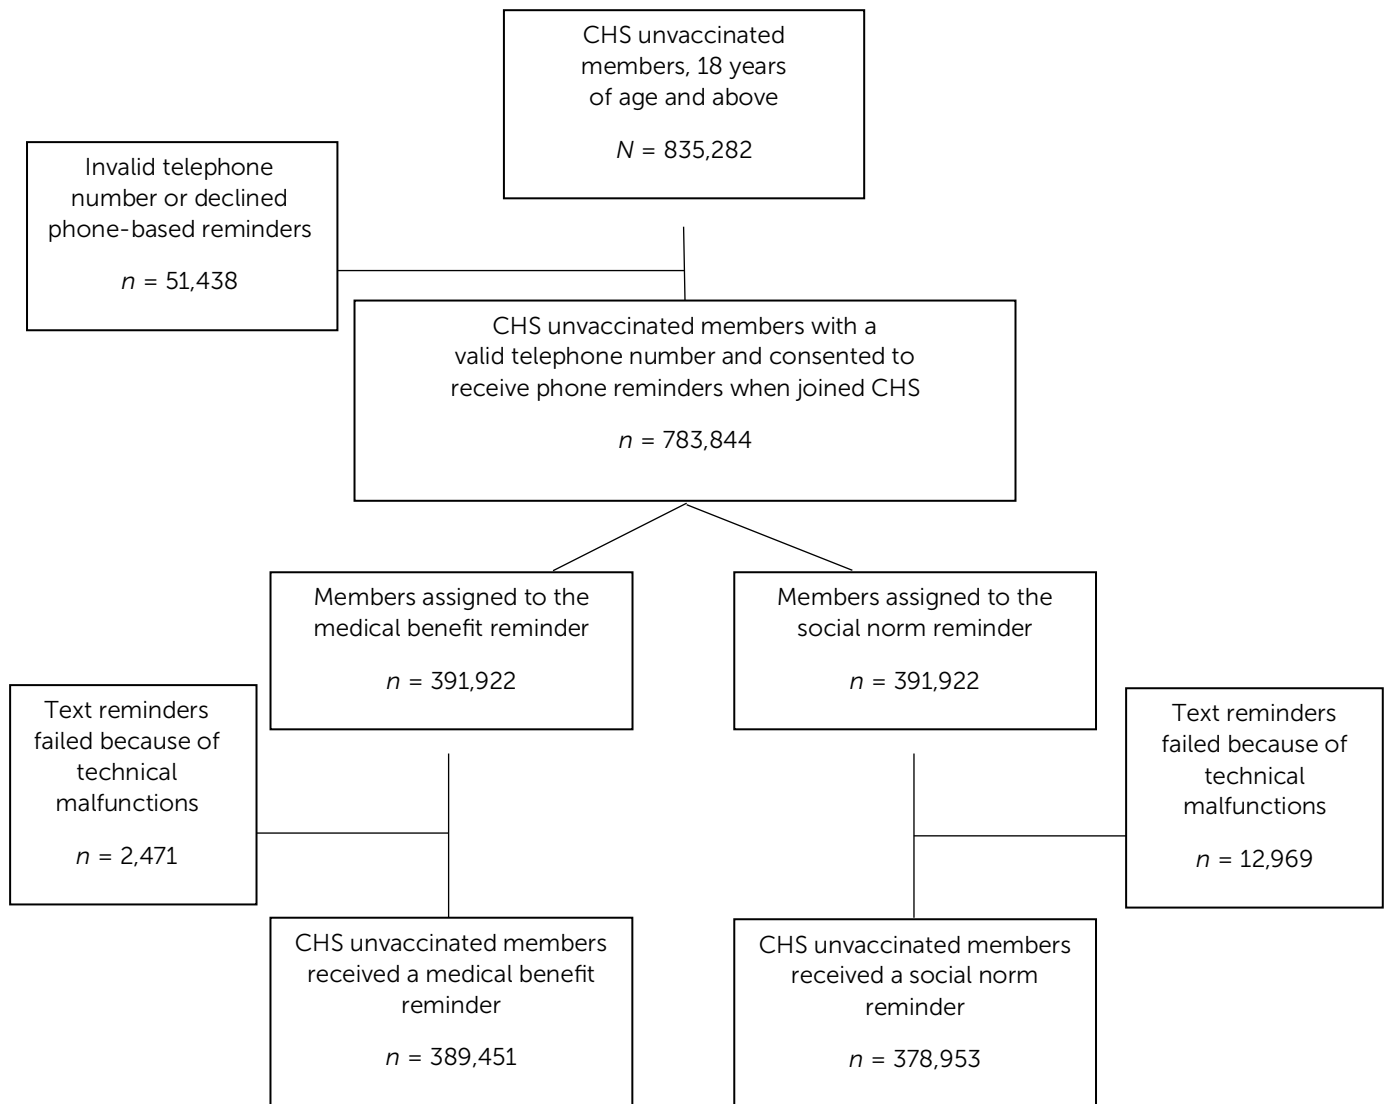 CHS unvaccinated
members, 18 years
of age and above
N = 835,282
Invalid telephone
number or declined
phone-based reminders
n = 51,438
CHS unvaccinated members with a
valid telephone number and consented to
receive phone reminders when joined CHS
n = 783,844
Members assigned to the
medical benefit reminder
n = 391,922
Members assigned to the
social norm reminder
n = 391,922
Text reminders
failed because of
technical
malfunctions
n = 2,471
Text reminders
failed because of
technical
malfunctions
n = 12,969
CHS unvaccinated members
received a medical benefit
reminder
n = 389,451
CHS unvaccinated members
received a social norm
reminder
n = 378,953